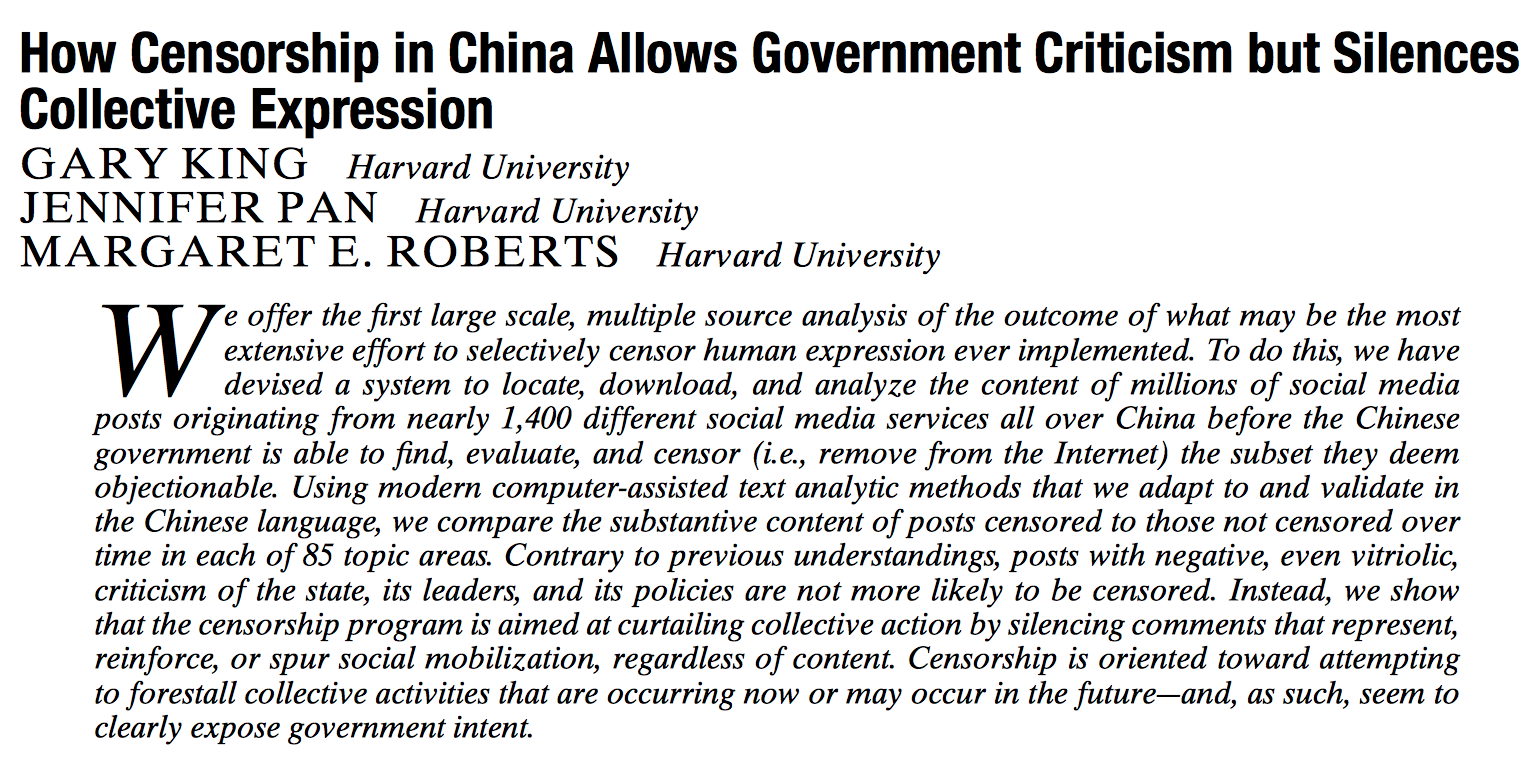 How Censorship in China Allows Government Criticism but Silences
Collective Expression
GARY KING Harvard University
JENNIFER PAN Harvard University
MARGARET E. ROBERTS Harvard University
We offer the first large scale, multiple source analysis of the outcome of what may be the most
extensive effort to selectively censor human expression ever implemented. To do this, we have
devised a system to locate, download, and analyze the content of millions of social media
posts originating from nearly 1,400 different social media services all over China before the Chinese
government is able to find, evaluate, and censor (i.e., remove from the Internet) the subset they deem
objectionable. Using modern computer-assisted text analytic methods that we adapt to and validate in
the Chinese language, we compare the substantive content of posts censored to those not censored over
time in each of 85 topic areas. Contrary to previous understandings, posts with negative, even vitriolic,
criticism of the state, its leaders, and its policies are not more likely to be censored. Instead, we show
that the censorship program is aimed at curtailing collective action by silencing comments that represent,
reinforce, or spur social mobilization, regardless of content. Censorship is oriented toward attempting
to forestall collective activities that are occurring now or may occur in the future—and, as such, seem to
clearly expose government intent.